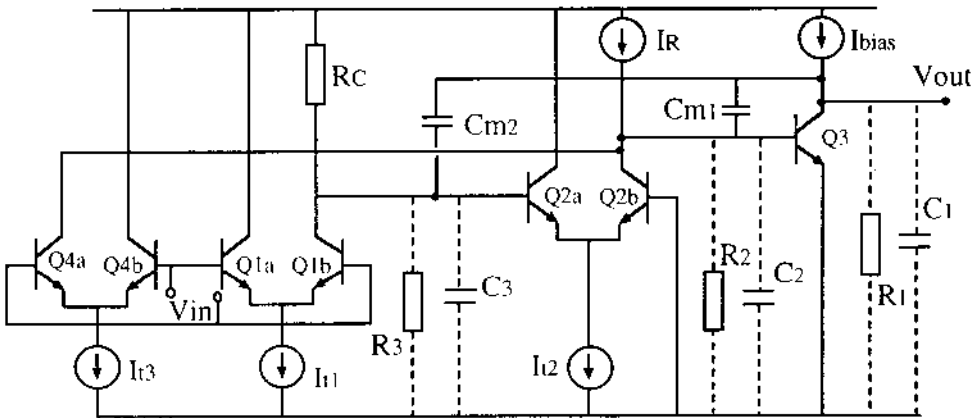 IR
Ibias
RC
Vout
Cm2
Cm1
Q3
Q2a
Q2b
Q4a
Q4b
Q1a
Q1b
C1
R2
C2
C3
Vin
R1
R3
It3
It1
It2